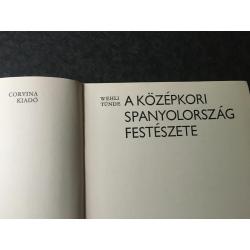 CORVINA
KIADÓ
WEHLI
TÜNDE
A KÖZÉPKORI
SPANYOLORSZÁG
FESTÉSZETE